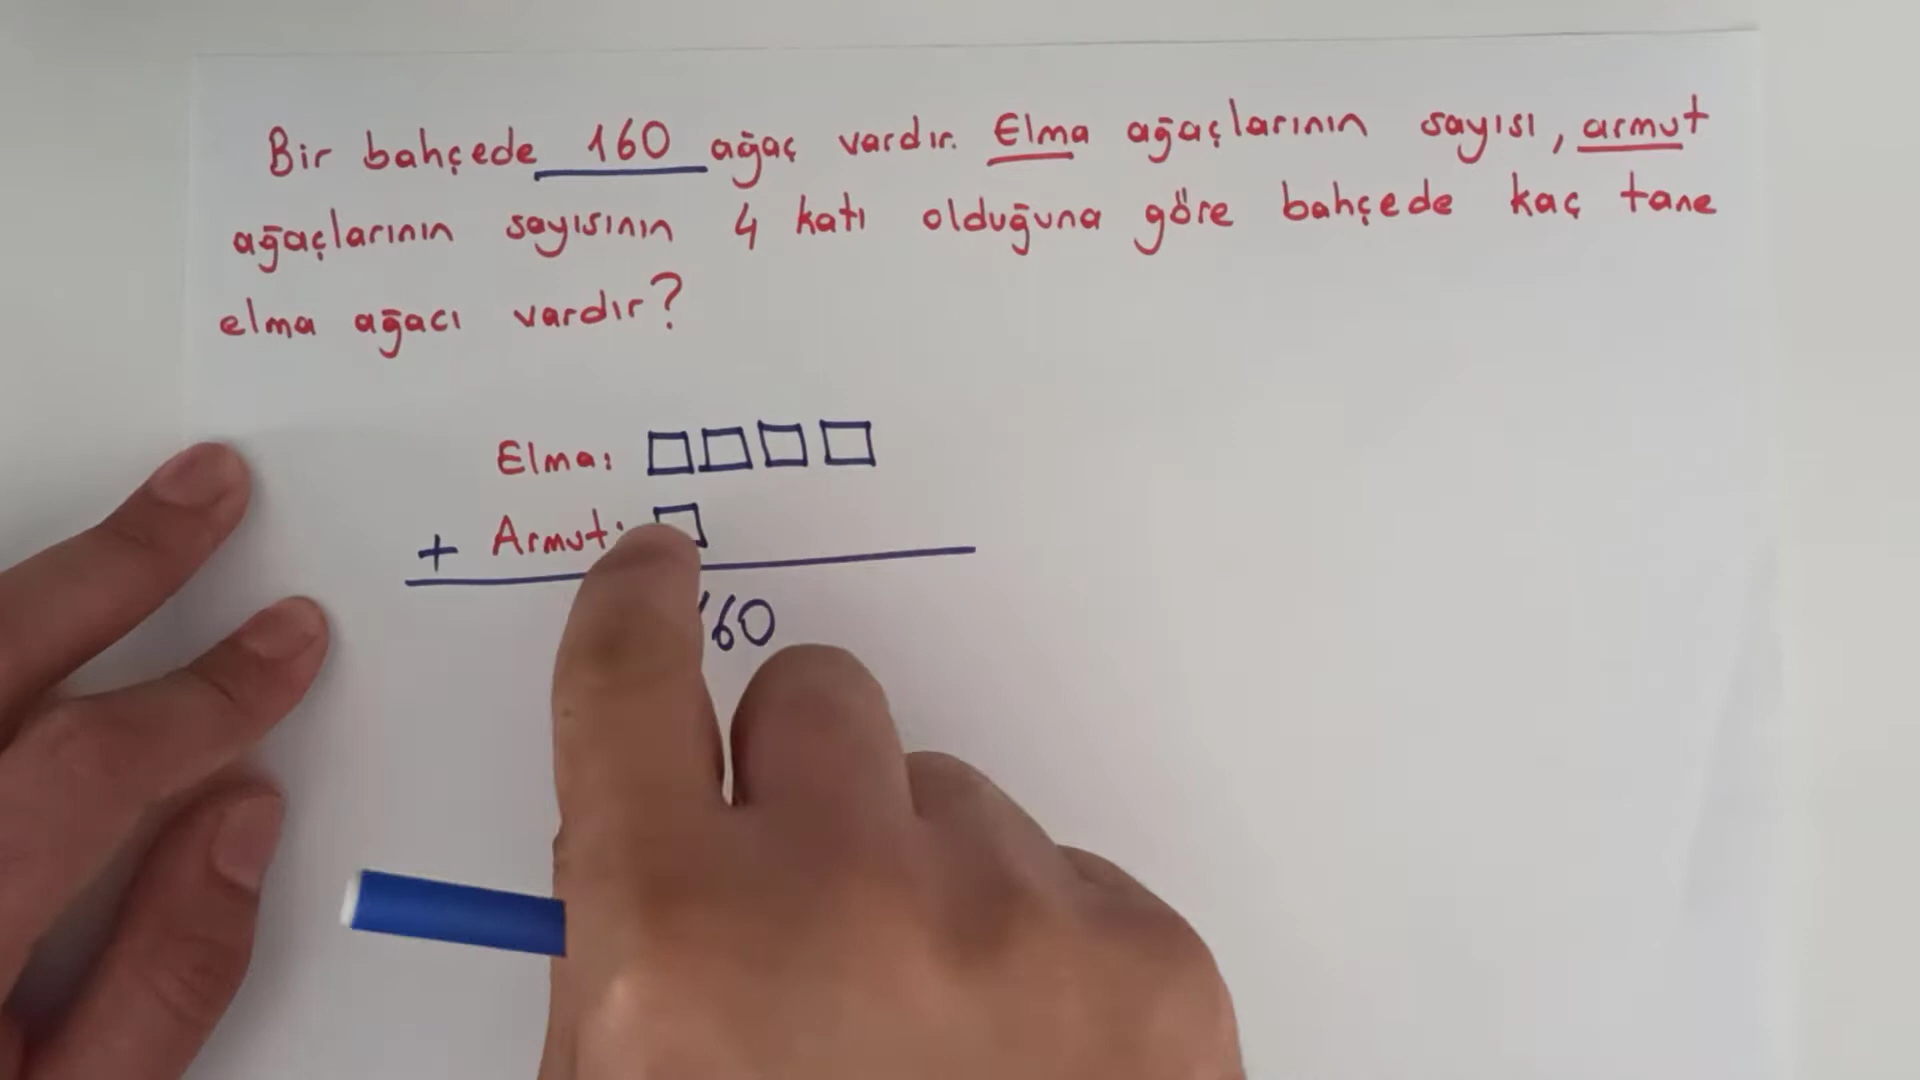 Bir bahçede 160 ağaç vardır. Elma ağaçlarının sayısı, armut
ağaçlarının sayısının 4 katı olduğuna göre bahçede kaç tane
elma ağacı vardır?
Elma:
+ Armut:
160